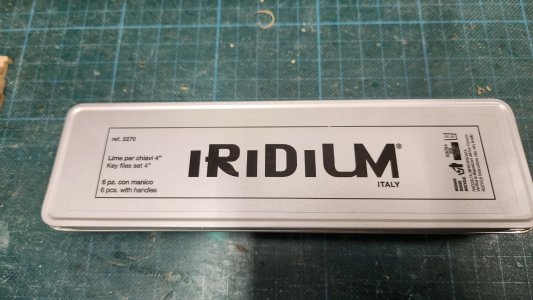 ref. 2270
Lime per chiavi 4"
Key files set 4"
6 pz. con manico
6 pcs. with handles
IRIDIUM®
ITALY